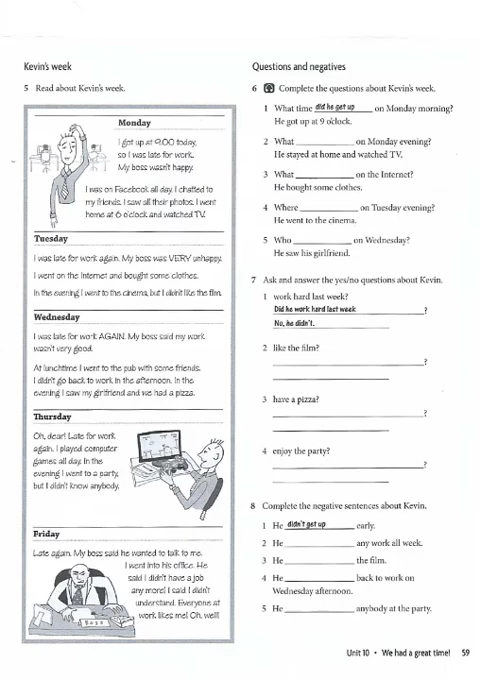 Kevin's week
5 Read about Kevin's week.
Monday
I got up at 9.00 today,
so I was late for work.
My boss wasn't happy.
I was on Facebook all day. I chatted to
my friends. I saw all their photos. I went
home at 6 o'clock and watched TV.
Tuesday
I was late for work again. My boss was VERY unhappy.
I went on the Internet and bought some clothes.
In the evening I went to the cinema, but I didn't like the film.
Wednesday
I was late for work AGAIN. My boss said my work
wasn't very good.
At lunchtime I went to the pub with some friends.
I didn't go back to work in the afternoon. In the
evening I saw my girlfriend and we had a pizza.
Thursday
Oh, dear! Late for work
again. I played computer
games all day. In the
evening I went to a party,
but I didn't know anybody.
Friday
Late again. My boss said he wanted to talk to me.
I went into his office. He
said I didn't have a job
any more! I said I didn't
understand. Everyone at
work likes me! Oh, well!
Boss
Questions and negatives
6 Complete the questions about Kevin's week.
1 What time did he get up on Monday morning?
He got up at 9 o'clock.
2 What ____________ on Monday evening?
He stayed at home and watched TV.
3 What ____________ on the Internet?
He bought some clothes.
4 Where ____________ on Tuesday evening?
He went to the cinema.
5 Who ____________ on Wednesday?
He saw his girlfriend.
7 Ask and answer the yes/no questions about Kevin.
1 work hard last week?
Did he work hard last week ?
No, he didn't.
2 like the film?
____________ ?
3 have a pizza?
____________ ?
4 enjoy the party?
____________ ?
8 Complete the negative sentences about Kevin.
1 He didn't get up early.
2 He ____________ any work all week.
3 He ____________ the film.
4 He ____________ back to work on
Wednesday afternoon.
5 He ____________ anybody at the party.
Unit 10 • We had a great time! 59